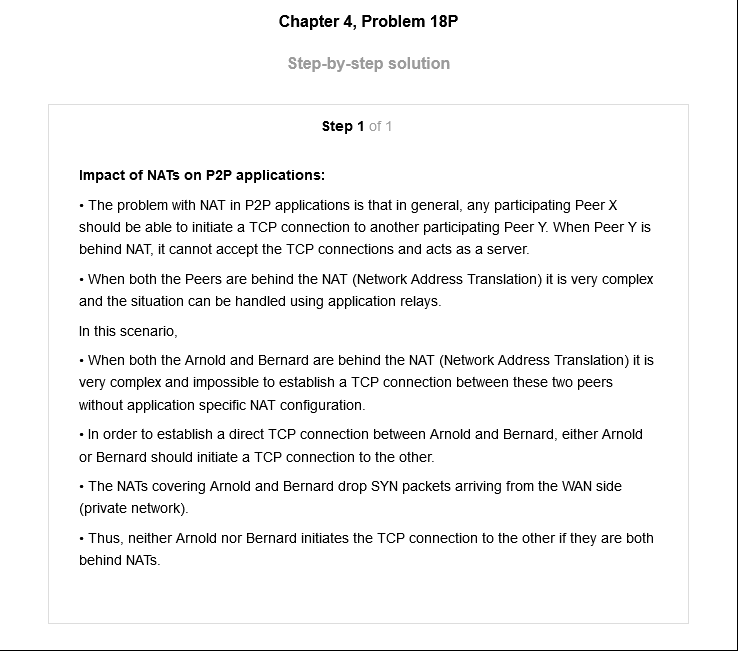 Chapter 4, Problem 18P
Step-by-step solution
Step 1 of 1
Impact of NATs on P2P applications:
• The problem with NAT in P2P applications is that in general, any participating Peer X
should be able to initiate a TCP connection to another participating Peer Y. When Peer Y is
behind NAT, it cannot accept the TCP connections and acts as a server.
• When both the Peers are behind the NAT (Network Address Translation) it is very complex
and the situation can be handled using application relays.
In this scenario,
• When both the Arnold and Bernard are behind the NAT (Network Address Translation) it is
very complex and impossible to establish a TCP connection between these two peers
without application specific NAT configuration.
• In order to establish a direct TCP connection between Arnold and Bernard, either Arnold
or Bernard should initiate a TCP connection to the other.
• The NATs covering Arnold and Bernard drop SYN packets arriving from the WAN side
(private network).
• Thus, neither Arnold nor Bernard initiates the TCP connection to the other if they are both
behind NATs.